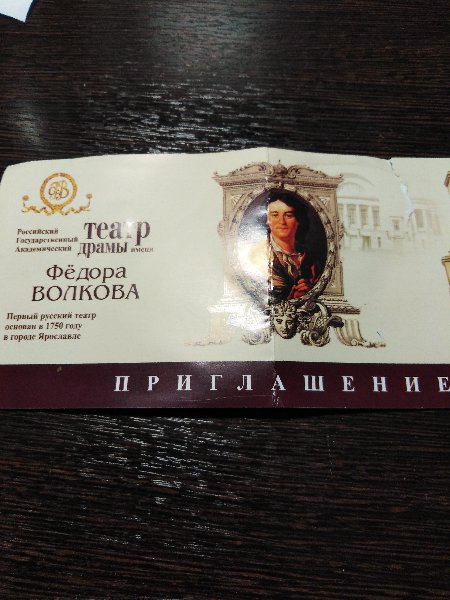 Российский
Государственный
Академический
театр
драмы имени
Фёдора
ВОЛКОВА
Первый русский театр
основан в 1750 году
в городе Ярославле
ПРИГЛАШЕНИЕ